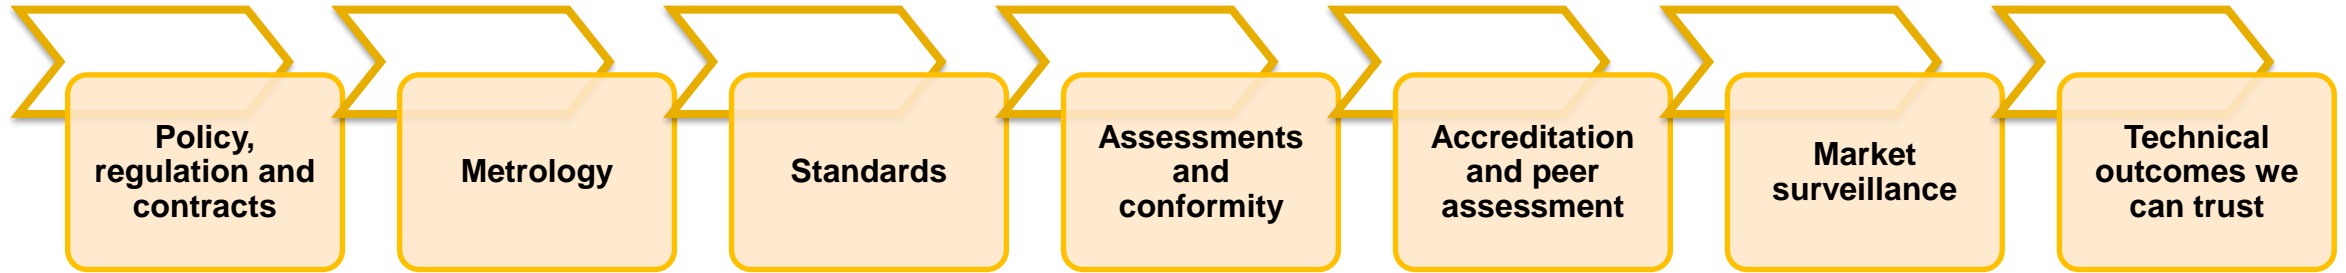 Policy,
regulation and
contracts
Metrology
Standards
Assessments
and
conformity
Accreditation
and peer
assessment
Market
surveillance
Technical
outcomes we
can trust